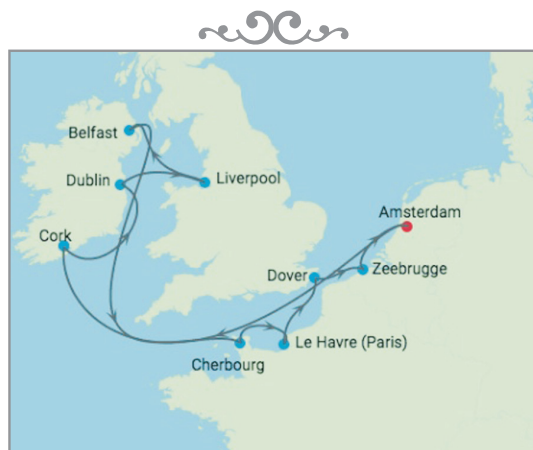 Belfast
Dublin
Liverpool
Amsterdam
Cork
Dover
Zeebrugge
Le Havre (Paris)
Cherbourg